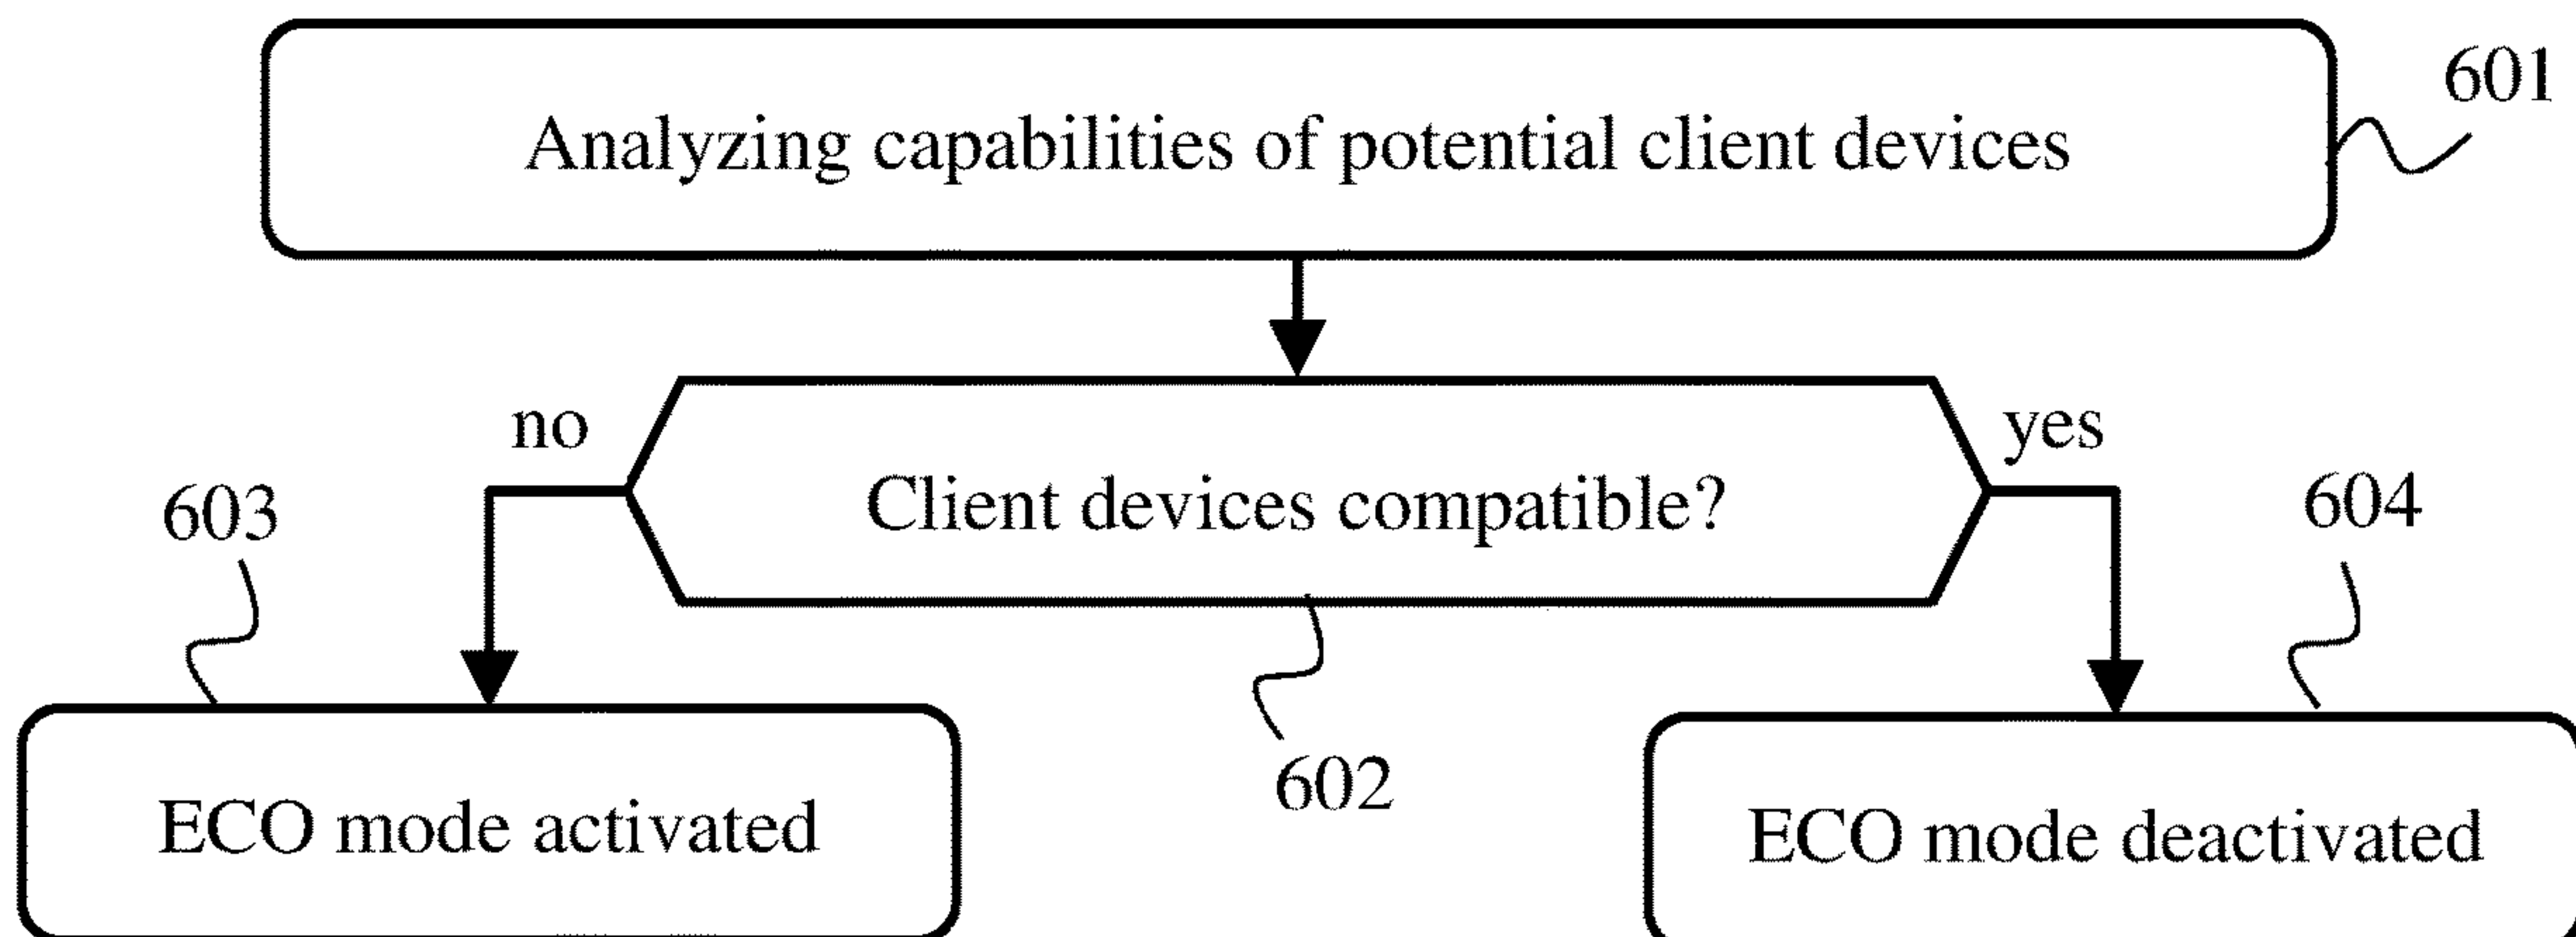 Analyzing capabilities of potential client devices
601
no
yes
Client devices compatible?
603
604
602
ECO mode activated
ECO mode deactivated